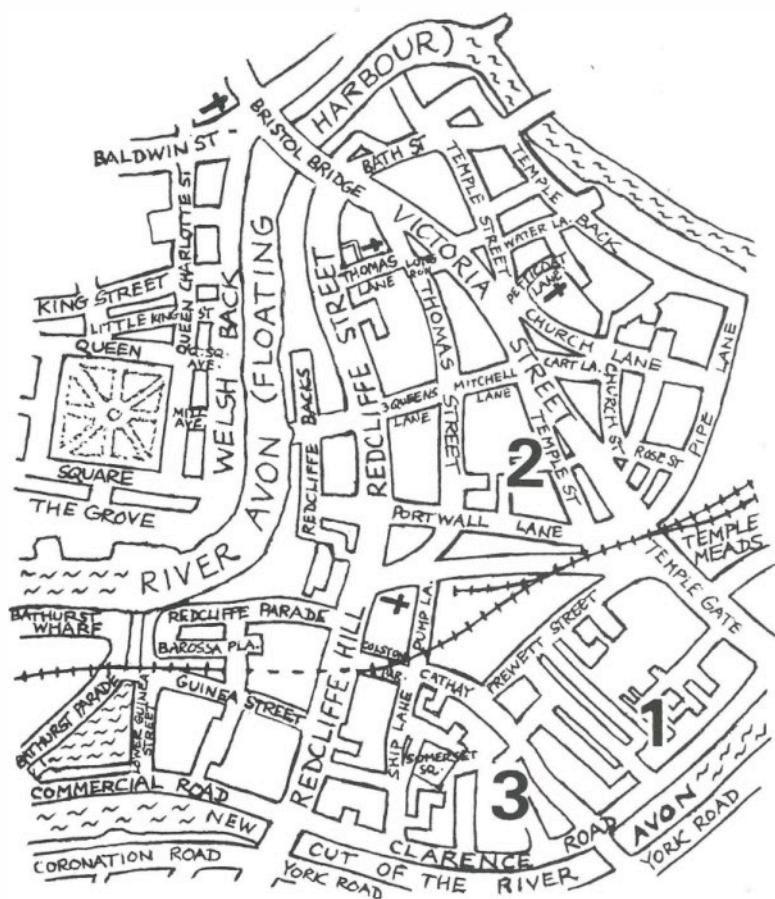 HARBOUR)
BRISTOL BRIDGE
BALDWIN ST
BATH ST
TEMPLE STREET
TEMPLE BACK
WATER LA.
VICTORIA STREET
QUEEN CHARLOTTE ST
THOMAS LANE
LONG ROW
CHURCH LANE
KING STREET
LITTLE KING ST
QUEEN
SQUARE
QU. SQ. AVE.
MILL AVE.
WELSH BACK
RIVER AVON (FLOATING
REDCLIFFE STREET
THOMAS STREET
CART LA.
CHURCH ST
PIPE LANE
REDCLIFFE BACKS
3 QUEENS LANE
MITCHELL LANE
ROSE ST
TEMPLE ST
2
THE GROVE
PORTWALL LANE
TEMPLE MEADS
TEMPLE GATE
BATHURST WHARF
REDCLIFFE PARADE
PUMP LA.
BAROSSA PLA.
REDCLIFFE HILL
PREWETT STREET
CATHAY
GUINEA STREET
BATHURST PARADE
LOWER GUINEA STREET
SHIP LANE
SOMERSET SQ.
1
3
COMMERCIAL ROAD
NEW
CUT OF THE RIVER
AVON
CLARENCE ROAD
CORONATION ROAD
YORK ROAD
YORK ROAD